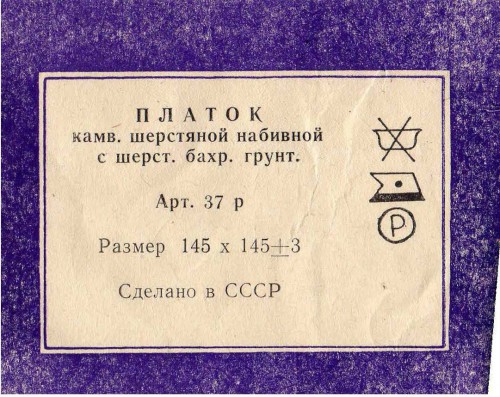 ПЛАТОК
камв. шерстяной набивной
с шерст. бахр. грунт.
Арт. 37 р
Размер 145 х 145±3
Сделано в СССР
P